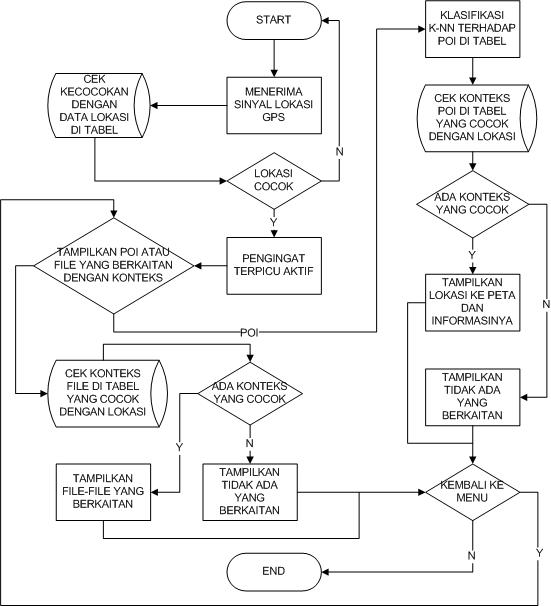 START
MENERIMA
SINYAL LOKASI
GPS
CEK
KECOCOKAN
DENGAN
DATA LOKASI
DI TABEL
LOKASI
COCOK
N
Y
PENGINGAT
TERPICU AKTIF
TAMPILKAN POI ATAU
FILE YANG BERKAITAN
DENGAN KONTEKS
POI
CEK KONTEKS
FILE DI TABEL
YANG COCOK
DENGAN LOKASI
ADA KONTEKS
YANG COCOK
Y
N
TAMPILKAN
FILE-FILE YANG
BERKAITAN
TAMPILKAN
TIDAK ADA
YANG
BERKAITAN
KLASIFIKASI
K-NN TERHADAP
POI DI TABEL
CEK KONTEKS
POI DI TABEL
YANG COCOK
DENGAN LOKASI
ADA KONTEKS
YANG COCOK
Y
N
TAMPILKAN
LOKASI KE PETA
DAN
INFORMASINYA
TAMPILKAN
TIDAK ADA
YANG
BERKAITAN
KEMBALI KE
MENU
N
Y
END